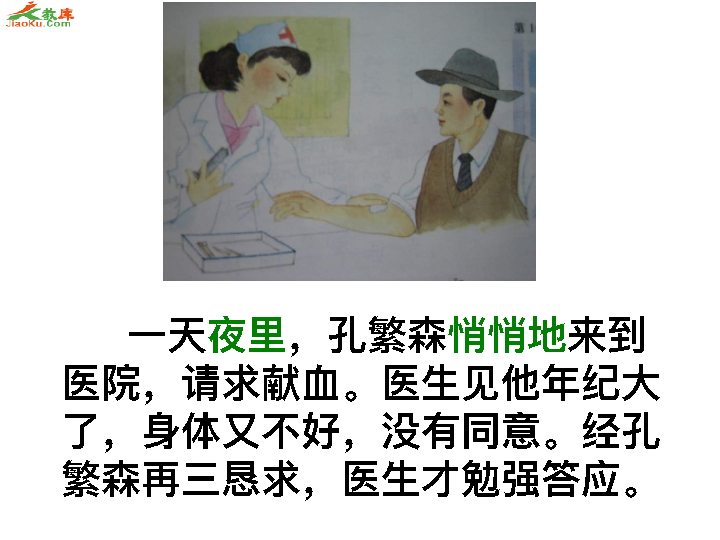 教库
JiaoKu.Com
第1
一天夜里，孔繁森悄悄地来到
医院，请求献血。医生见他年纪大
了，身体又不好，没有同意。经孔
繁森再三恳求，医生才勉强答应。